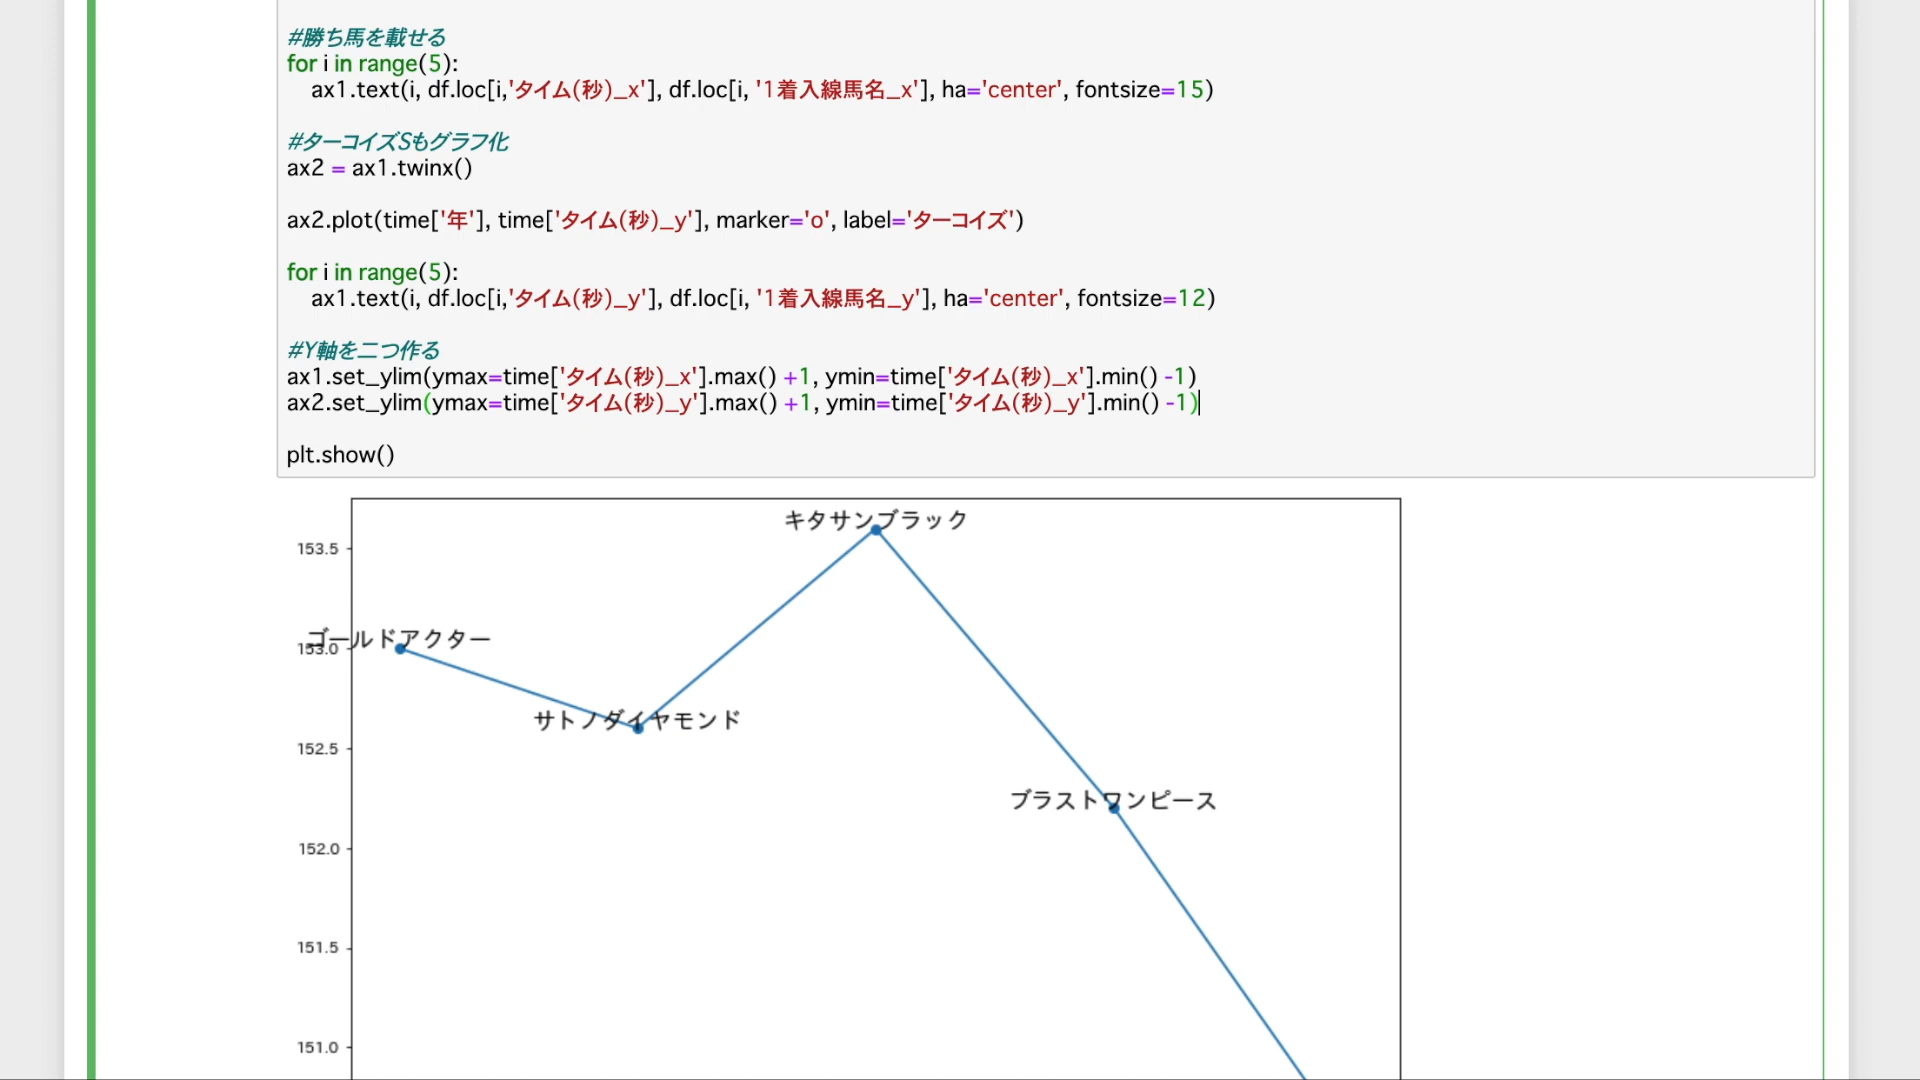 #勝ち馬を載せる
for i in range(5):
    ax1.text(i, df.loc[i,'タイム(秒)_x'], df.loc[i, '1着入線馬名_x'], ha='center', fontsize=15)
#ターコイズSもグラフ化
ax2 = ax1.twinx()
ax2.plot(time['年'], time['タイム(秒)_y'], marker='o', label='ターコイズ')
for i in range(5):
    ax1.text(i, df.loc[i,'タイム(秒)_y'], df.loc[i, '1着入線馬名_y'], ha='center', fontsize=12)
#Y軸を二つ作る
ax1.set_ylim(ymax=time['タイム(秒)_x'].max() +1, ymin=time['タイム(秒)_x'].min() -1)
ax2.set_ylim(ymax=time['タイム(秒)_y'].max() +1, ymin=time['タイム(秒)_y'].min() -1)
plt.show()
キタサンブラック
153.5
ゴールドアクター
153.0
サトノダイヤモンド
152.5
ブラストワンピース
152.0
151.5
151.0